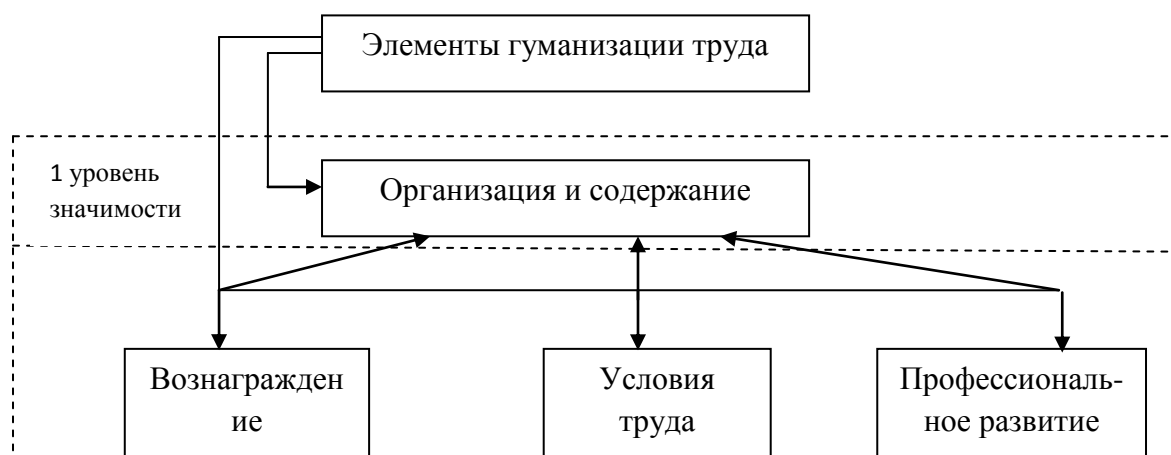 Элементы гуманизации труда
1 уровень
значимости
Организация и содержание
Вознагражден
ие
Условия
труда
Профессиональ-
ное развитие